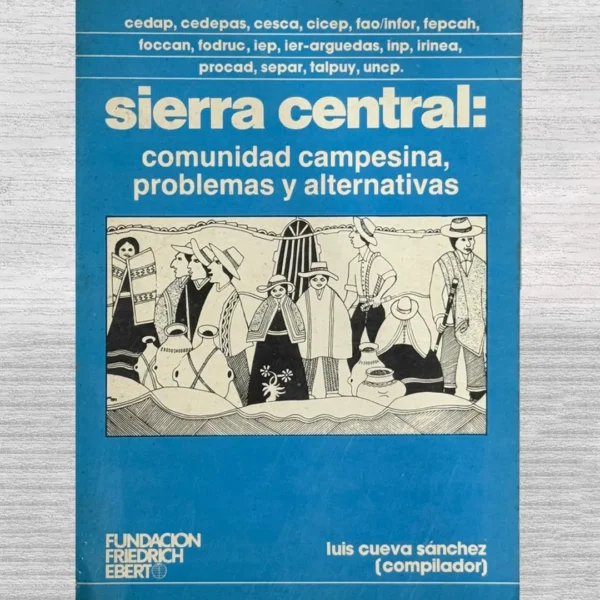 cedap, cedepas, cesca, cicep, fao/infor, fepcah,
foccan, fodruc, iep, ier-arguedas, inp, irinea,
procad, separ, talpuy, uncp.
sierra central:
comunidad campesina,
problemas y alternativas
FUNDACION
FRIEDRICH
EBERT
luis cueva sánchez
(compilador)